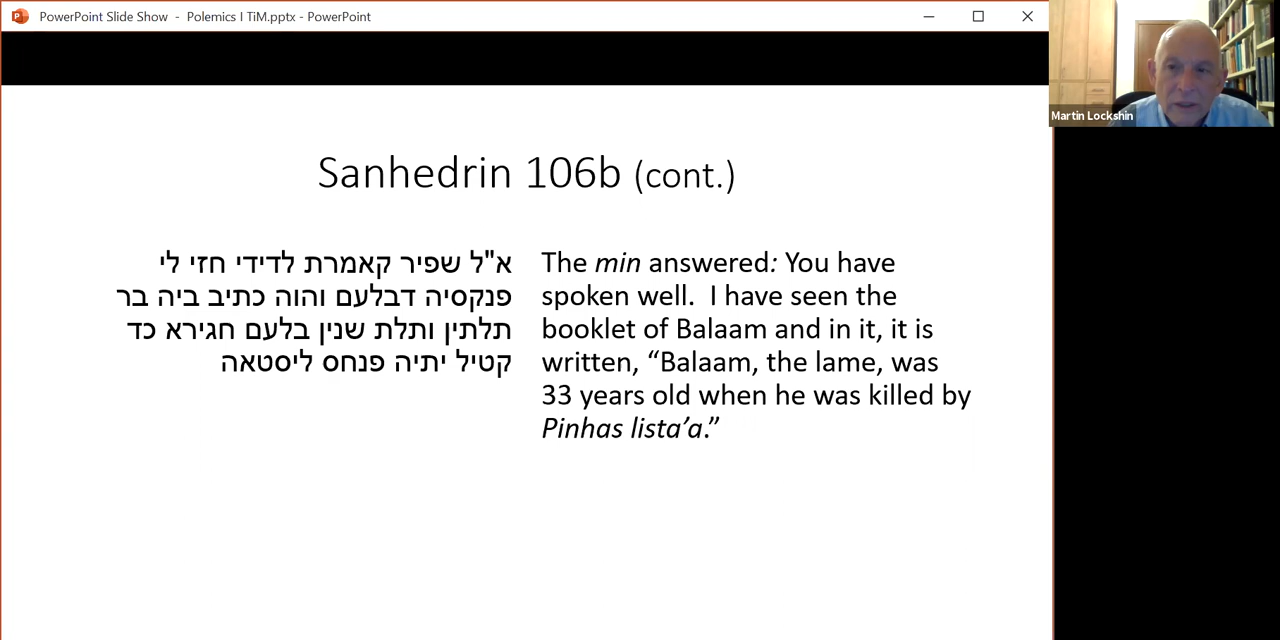 PowerPoint Slide Show - Polemics I TiM.pptx - PowerPoint
Martin Lockshin
Sanhedrin 106b (cont.)
א"ל שפיר קאמרת לדידי חזי לי
פנקסיה דבלעם והוה כתיב ביה בר
תלתין ותלת שנין בלעם חגירא כד
קטיל יתיה פנחס ליסטאה
The min answered: You have
spoken well. I have seen the
booklet of Balaam and in it, it is
written, “Balaam, the lame, was
33 years old when he was killed by
Pinhas lista’a.”